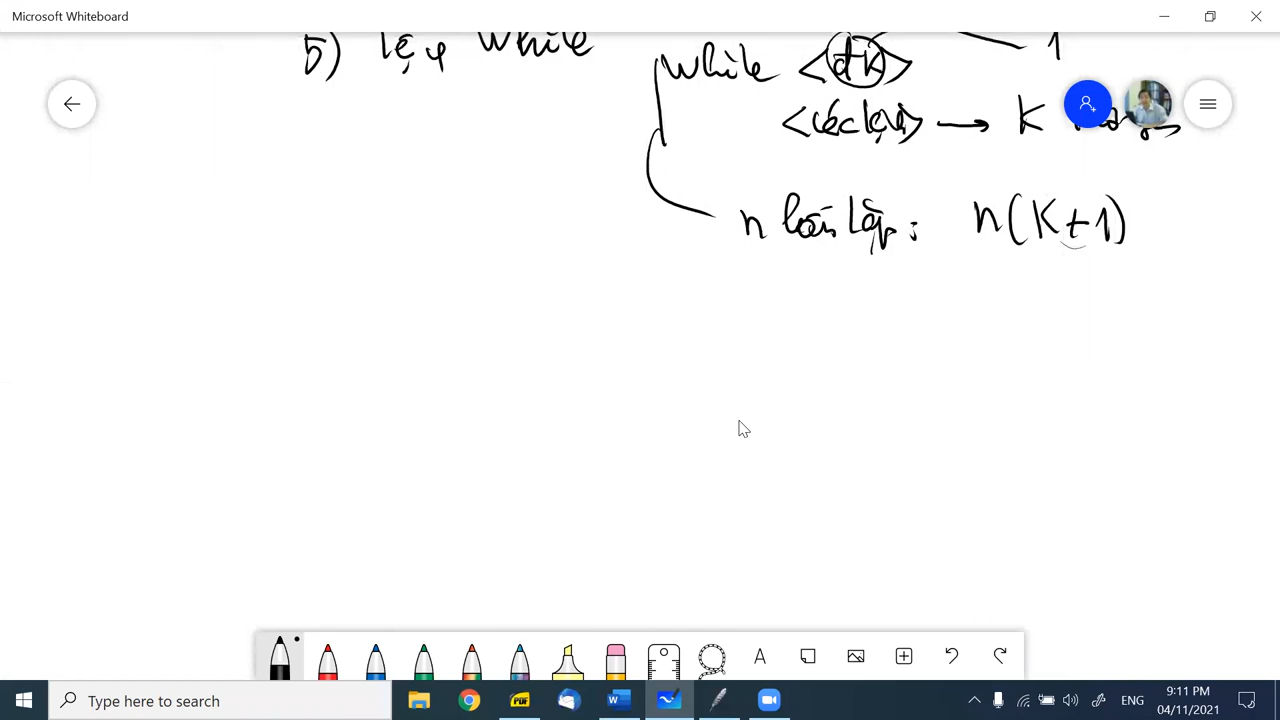 Microsoft Whiteboard
5) lệnh While
while <đk> 1
<các lệnh> → K
n lần lặp: n(K+1)
A
Type here to search
PDF
W
ENG
9:11 PM
04/11/2021